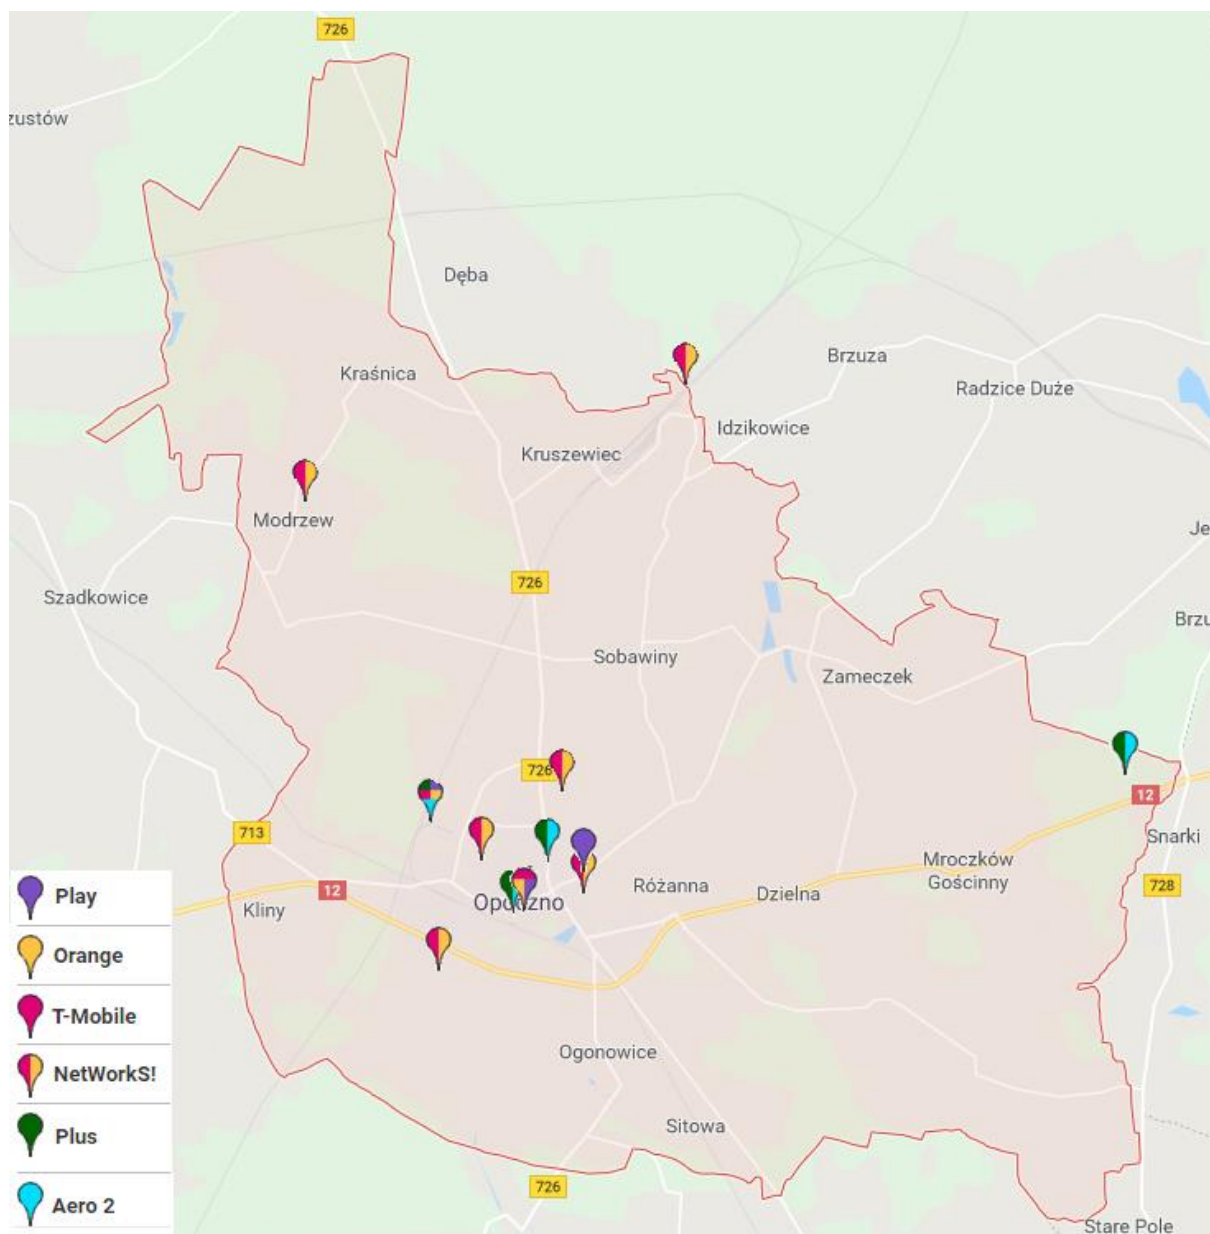 726
zustów
Dęba
Brzuza
Kraśnica
Radzice Duże
Idzikowice
Kruszewiec
Modrzew
Je
726
Szadkowice
Brzu
Sobawiny
Zameczek
726
12
713
Snarki
Mroczków
Gościnny
Różanna
728
12
Dzielna
Kliny
Play
Orange
T-Mobile
NetWorkS!
Plus
Aero 2
Ogonowice
Sitowa
726
Stare Pole